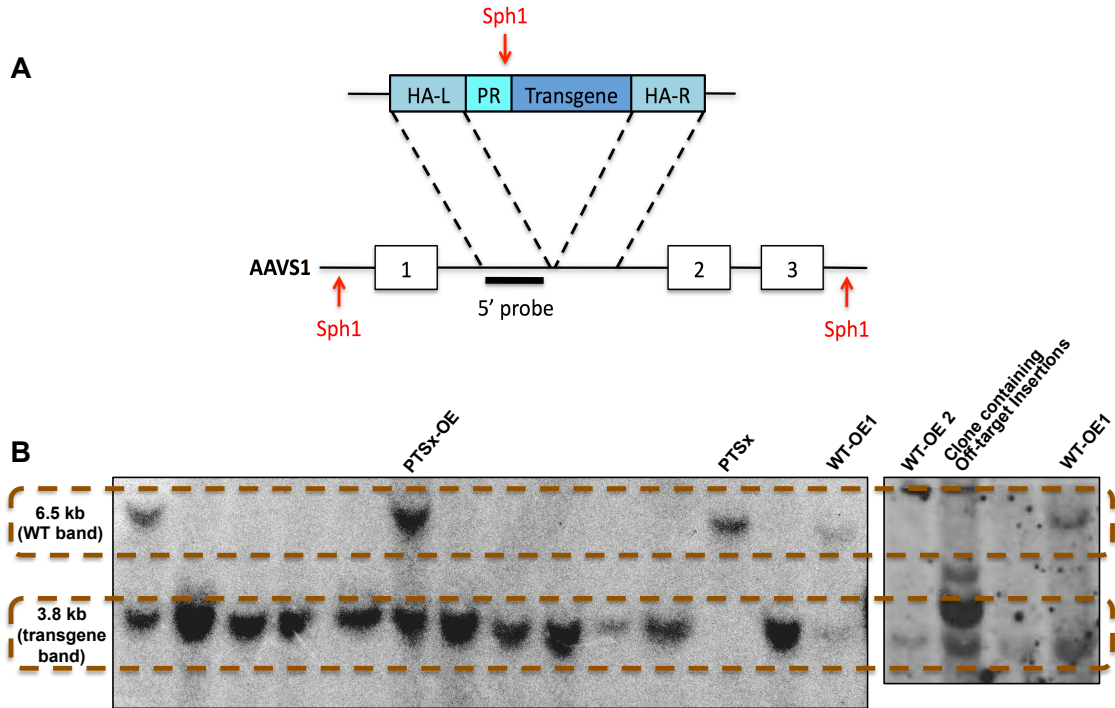 A
Sph1
HA-L PR Transgene HA-R
AAVS1
1
2
3
5’ probe
Sph1
Sph1
B
PTSx-OE
PTSx
WT-OE1
WT-OE 2
Clone containing
Off-target Insertions
WT-OE1
6.5 kb
(WT band)
3.8 kb
(transgene
band)